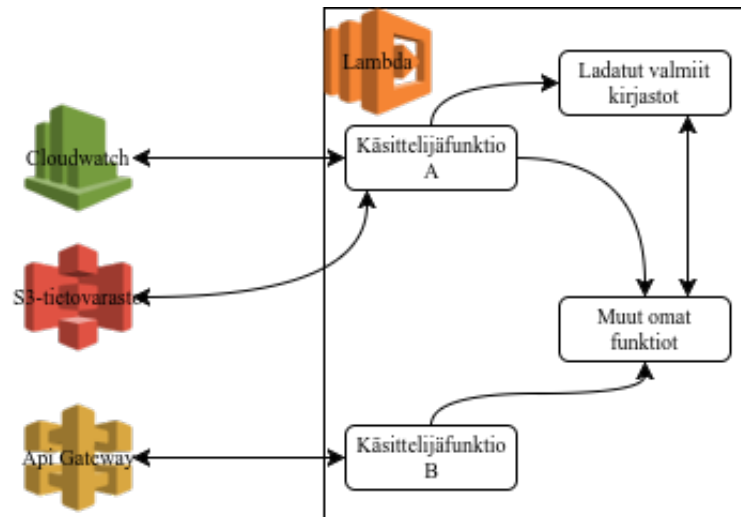 Lambda
Ladatut valmiit
kirjastot
Cloudwatch
Käsittelijäfunktio
A
S3-tietovarasto
Muut omat
funktiot
Api Gateway
Käsittelijäfunktio
B